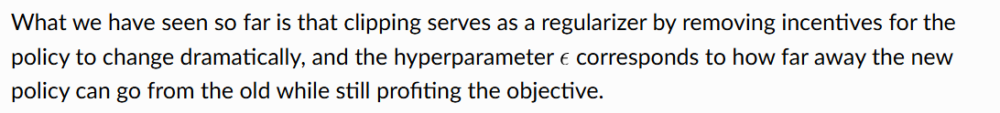 What we have seen so far is that clipping serves as a regularizer by removing incentives for the
policy to change dramatically, and the hyperparameter ϵ corresponds to how far away the new
policy can go from the old while still profiting the objective.